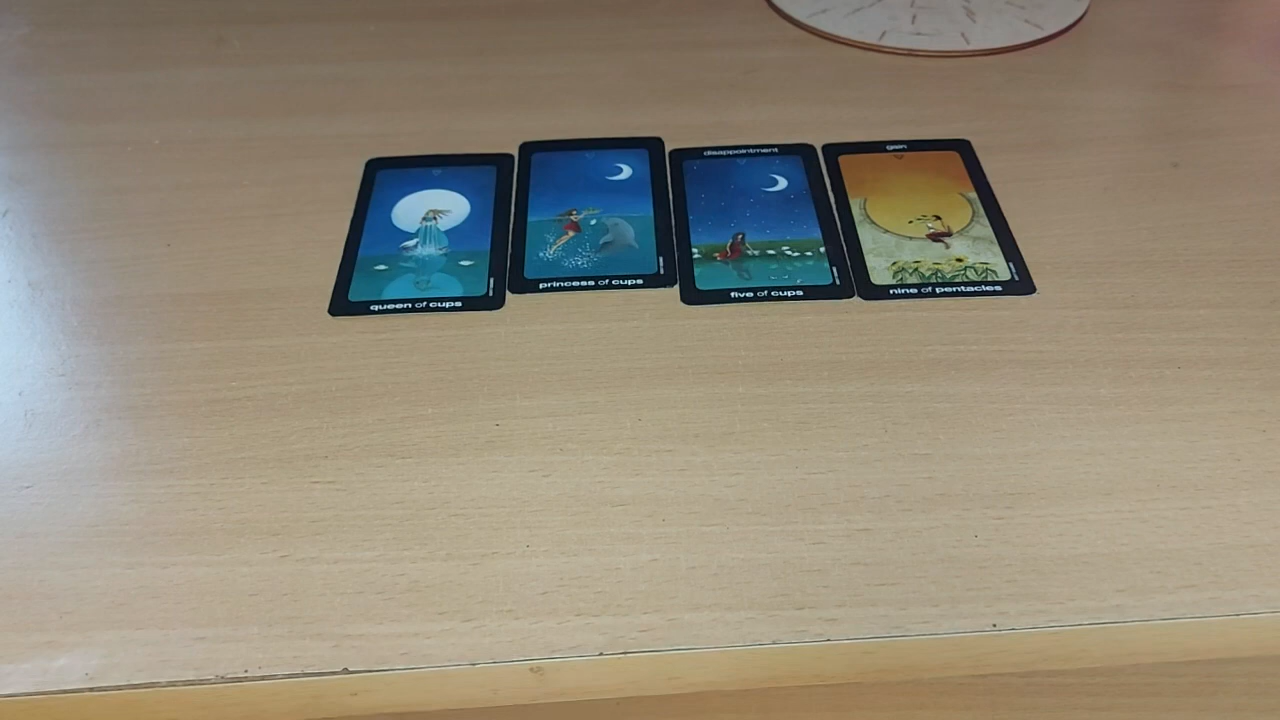 queen of cups
princess of cups
disappointment
five of cups
gain
nine of pentacles